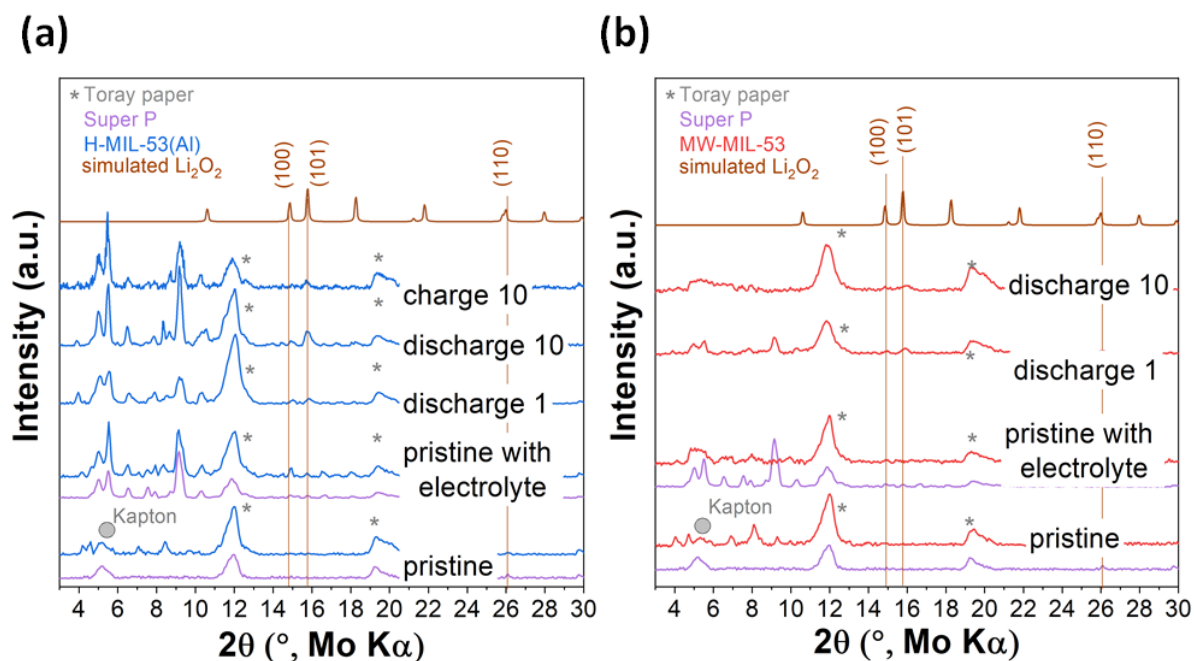 (a)
* Toray paper
Super P
H-MIL-53(Al)
simulated Li₂O₂
(100)
(101)
(110)
*
*
charge 10
*
*
discharge 10
*
*
discharge 1
*
*
pristine with
electrolyte
Kapton
*
*
pristine
Intensity (a.u.)
4 6 8 10 12 14 16 18 20 22 24 26 28 30
2θ (°, Mo Kα)
(b)
* Toray paper
Super P
MW-MIL-53
simulated Li₂O₂
(100)
(101)
(110)
*
*
discharge 10
*
*
discharge 1
*
*
pristine with
electrolyte
Kapton
*
*
pristine
Intensity (a.u.)
4 6 8 10 12 14 16 18 20 22 24 26 28 30
2θ (°, Mo Kα)